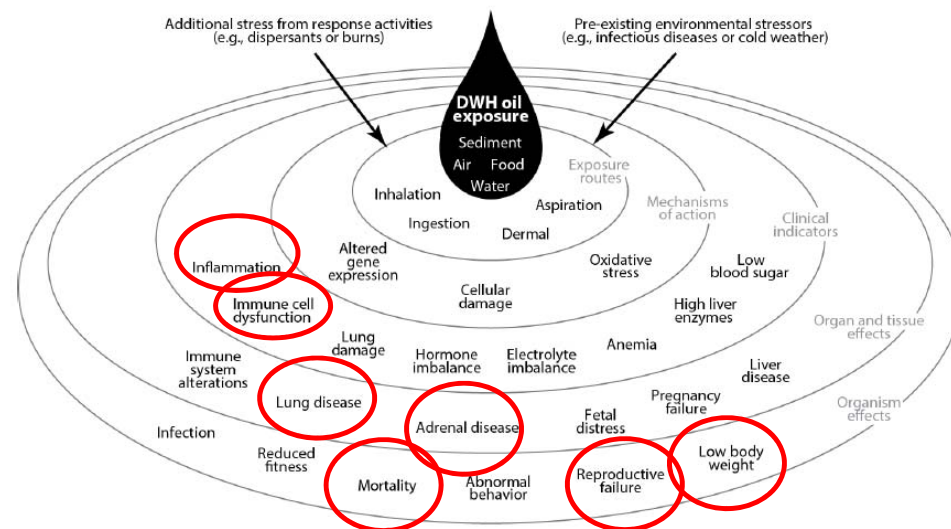 Additional stress from response activities
(e.g., dispersants or burns)
Pre-existing environmental stressors
(e.g., infectious diseases or cold weather)
DWH oil
exposure
Sediment
Air Food
Water
Exposure
routes
Inhalation
Aspiration
Ingestion
Dermal
Mechanisms
of action
Clinical
indicators
Altered
gene
expression
Oxidative
stress
Low
blood sugar
Inflammation
Cellular
damage
Immune cell
dysfunction
High liver
enzymes
Organ and tissue
effects
Lung
damage
Hormone
imbalance
Electrolyte
imbalance
Anemia
Immune
system
alterations
Liver
disease
Lung disease
Pregnancy
failure
Organism
effects
Adrenal disease
Fetal
distress
Infection
Reduced
fitness
Low body
weight
Mortality
Abnormal
behavior
Reproductive
failure